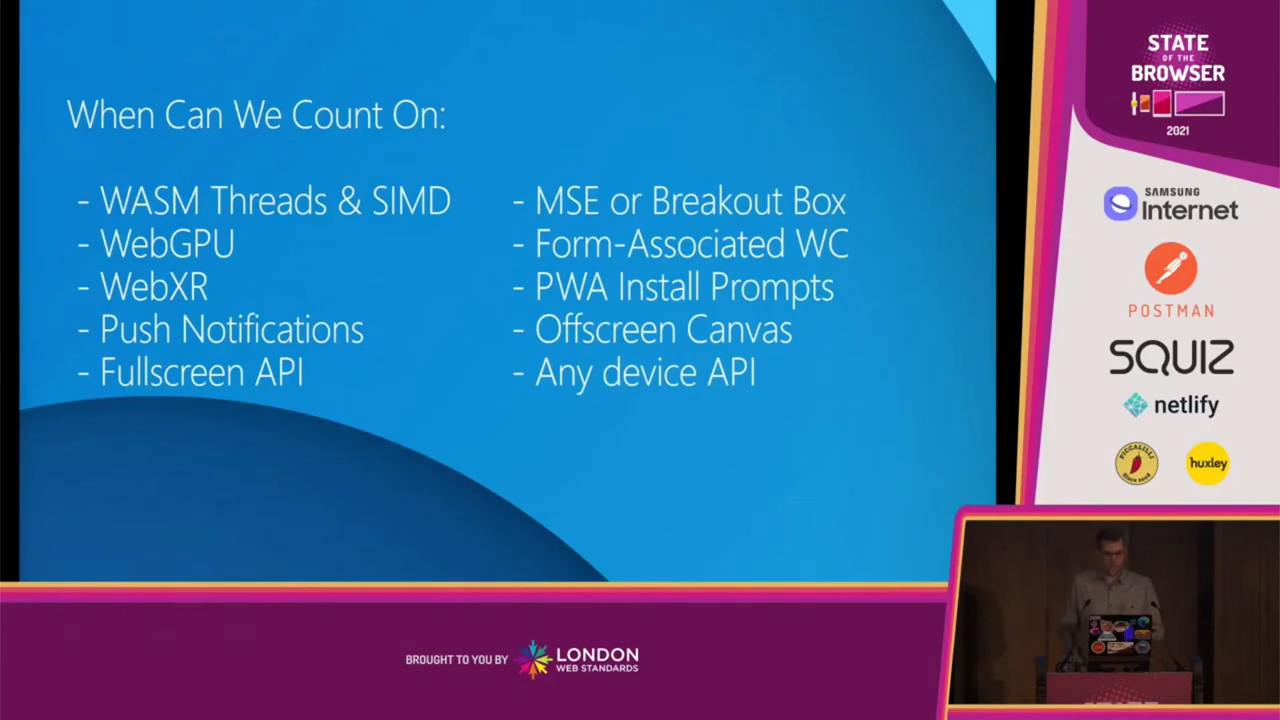 When Can We Count On:
- WASM Threads & SIMD
- WebGPU
- WebXR
- Push Notifications
- Fullscreen API
- MSE or Breakout Box
- Form-Associated WC
- PWA Install Prompts
- Offscreen Canvas
- Any device API
STATE
OF THE
BROWSER
2021
SAMSUNG
Internet
POSTMAN
SQUIZ
netlify
PICCALILLI
huxley
BROUGHT TO YOU BY
LONDON
WEB STANDARDS